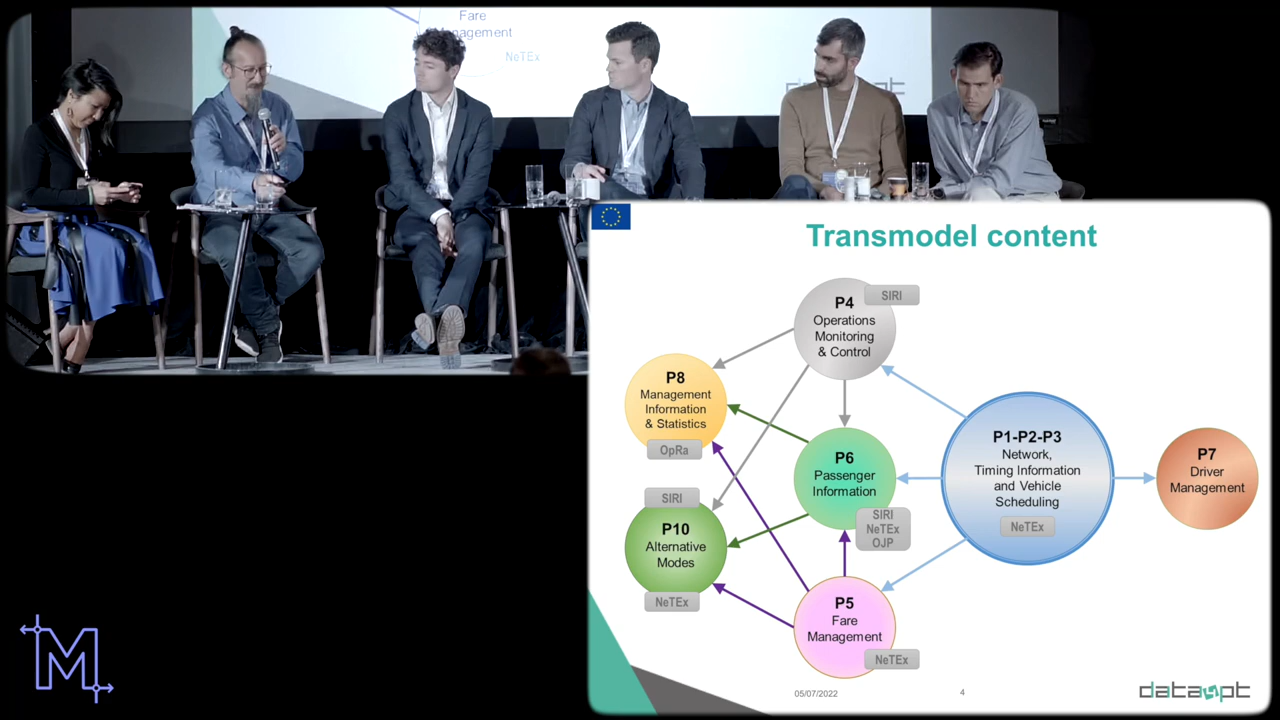 Fare
Management
NeTEx
Transmodel content
P4
Operations
Monitoring
& Control
SIRI
P8
Management
Information
& Statistics
OpRa
P6
Passenger
Information
SIRI
NeTEx
OJP
P1-P2-P3
Network,
Timing Information
and Vehicle
Scheduling
NeTEx
P7
Driver
Management
SIRI
P10
Alternative
Modes
NeTEx
P5
Fare
Management
NeTEx
05/07/2022
4
data4pt
M